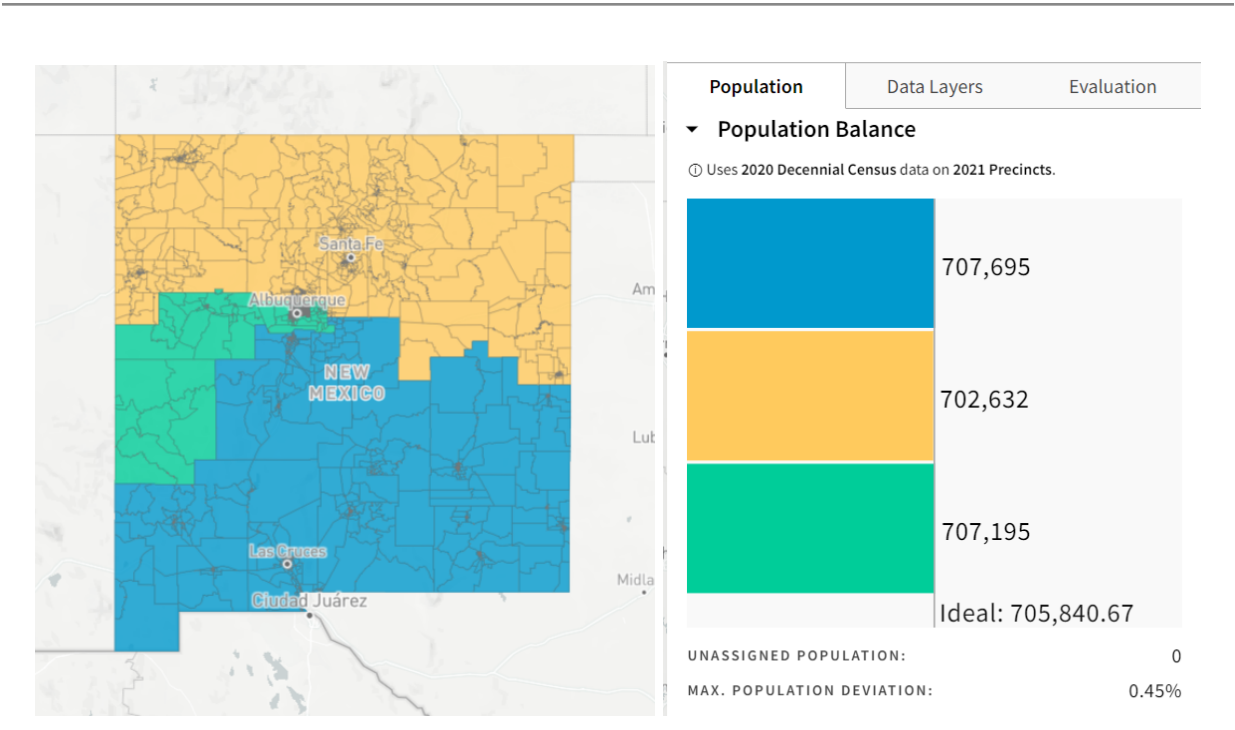 Santa Fe
Albuquerque
Am
NEW
MEXICO
Lub
Las Cruces
Midla
Ciudad Juárez
Population Data Layers Evaluation
Population Balance
Uses 2020 Decennial Census data on 2021 Precincts.
707,695
702,632
707,195
Ideal: 705,840.67
UNASSIGNED POPULATION: 0
MAX. POPULATION DEVIATION: 0.45%